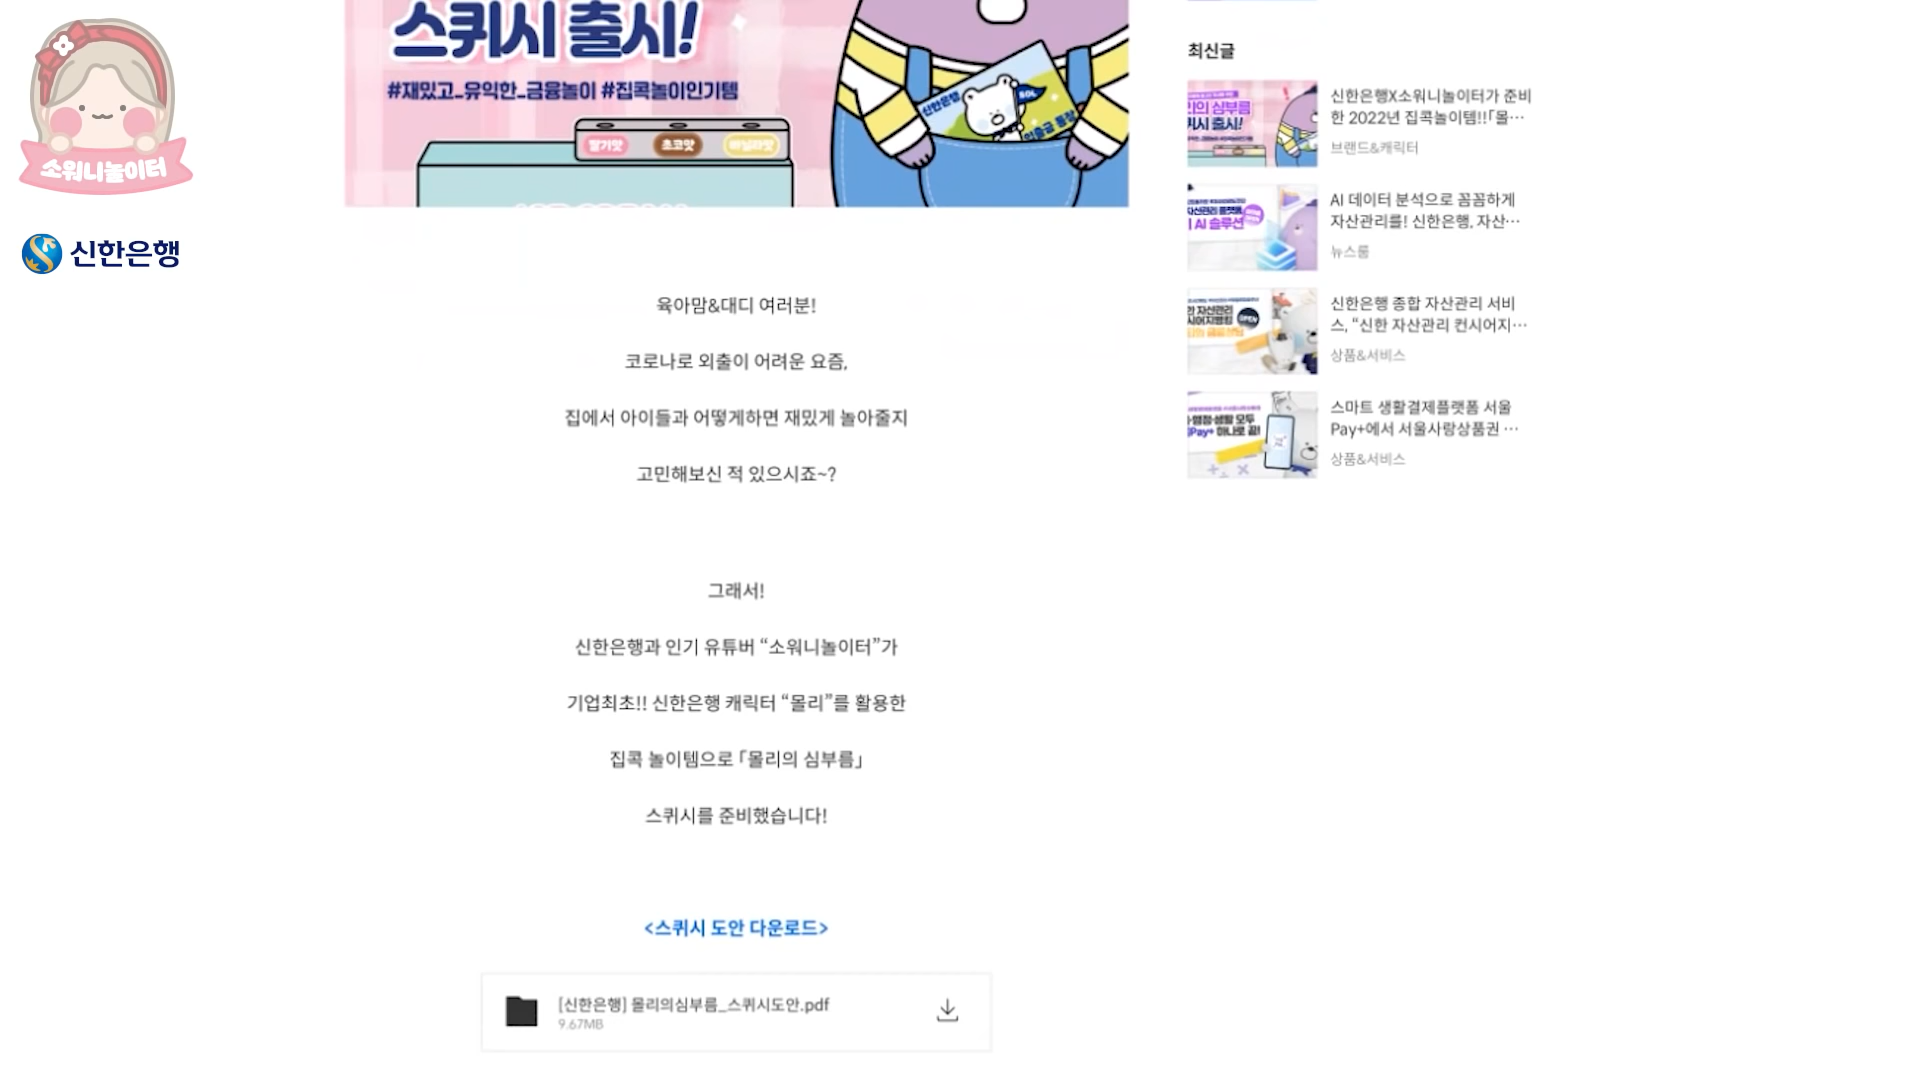 소워니놀이터
신한은행
스퀴시 출시!
#재밌고_유익한_금융놀이 #집콕놀이인기템
딸기맛 초코맛 바닐라맛
신한은행
SOL
입출금 통장
육아맘&대디 여러분!
코로나로 외출이 어려운 요즘,
집에서 아이들과 어떻게하면 재밌게 놀아줄지
고민해보신 적 있으시죠~?
그래서!
신한은행과 인기 유튜버 “소워니놀이터”가
기업최초!! 신한은행 캐릭터 “몰리”를 활용한
집콕 놀이템으로 「몰리의 심부름」
스퀴시를 준비했습니다!
<스퀴시 도안 다운로드>
[신한은행] 몰리의심부름_스퀴시도안.pdf
9.67MB
최신글
신한은행X소워니놀이터가 준비
한 2022년 집콕놀이템!!「몰…
브랜드&캐릭터
AI 데이터 분석으로 꼼꼼하게
자산관리를! 신한은행, 자산…
뉴스룸
신한은행 종합 자산관리 서비
스, “신한 자산관리 컨시어지…
상품&서비스
스마트 생활결제플랫폼 서울
Pay+에서 서울사랑상품권 …
상품&서비스